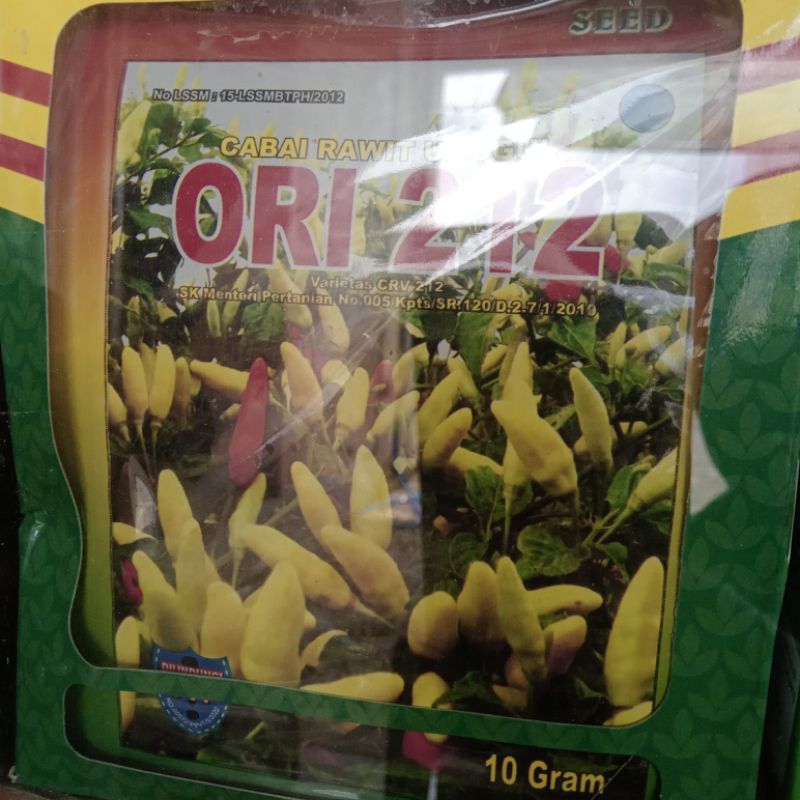 SEED
No LSSM : 15-LSSMBTPH/2012
CABAI RAWIT
ORI 212
Varietas CRV 212
SK Menteri Pertanian, No.005/Kpts/SR.120/D.2.7/1/2010
DILINDUNGI
10 Gram